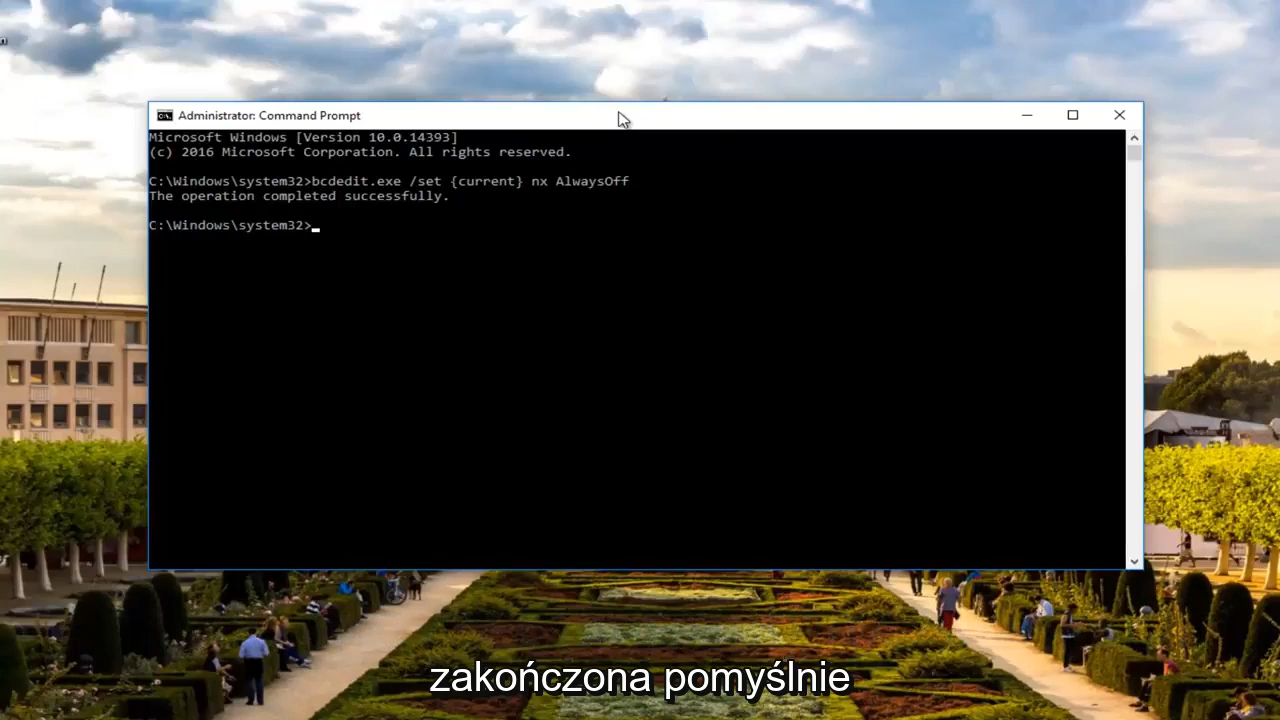 Administrator: Command Prompt
Microsoft Windows [Version 10.0.14393]
(c) 2016 Microsoft Corporation. All rights reserved.
C:\Windows\system32>bcdedit.exe /set {current} nx AlwaysOff
The operation completed successfully.
C:\Windows\system32>
zakończona pomyślnie